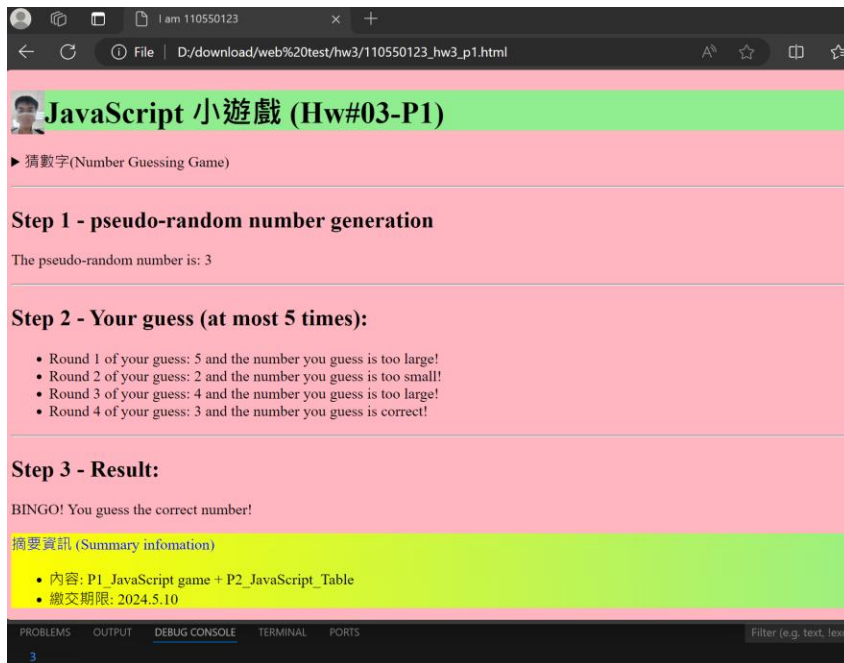 I am 110550123
File | D:/download/web%20test/hw3/110550123_hw3_p1.html
JavaScript 小遊戲 (Hw#03-P1)
▶ 猜數字(Number Guessing Game)
Step 1 - pseudo-random number generation
The pseudo-random number is: 3
Step 2 - Your guess (at most 5 times):
• Round 1 of your guess: 5 and the number you guess is too large!
• Round 2 of your guess: 2 and the number you guess is too small!
• Round 3 of your guess: 4 and the number you guess is too large!
• Round 4 of your guess: 3 and the number you guess is correct!
Step 3 - Result:
BINGO! You guess the correct number!
摘要資訊 (Summary infomation)
• 內容: P1_JavaScript game + P2_JavaScript_Table
• 繳交期限: 2024.5.10
PROBLEMS OUTPUT DEBUG CONSOLE TERMINAL PORTS Filter (e.g. text,
3